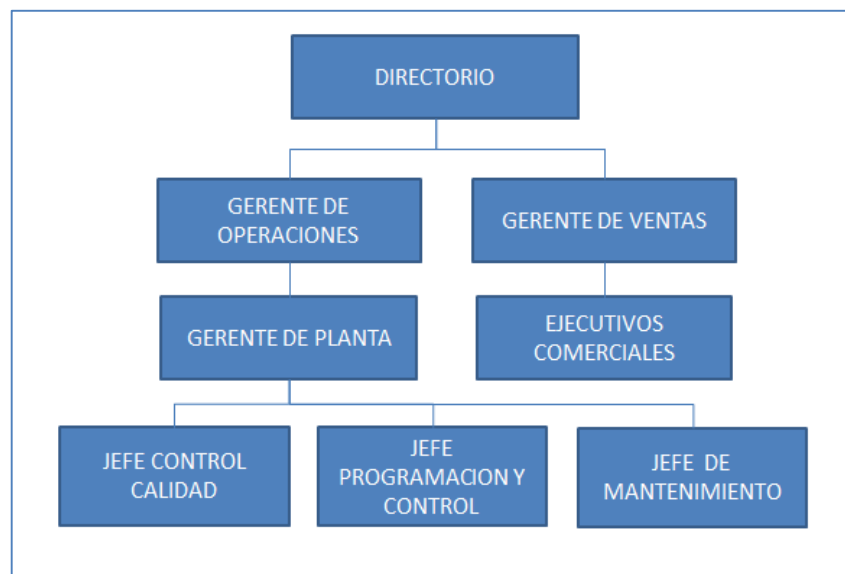 DIRECTORIO
GERENTE DE
OPERACIONES
GERENTE DE VENTAS
GERENTE DE PLANTA
EJECUTIVOS
COMERCIALES
JEFE CONTROL
CALIDAD
JEFE
PROGRAMACION Y
CONTROL
JEFE DE
MANTENIMIENTO